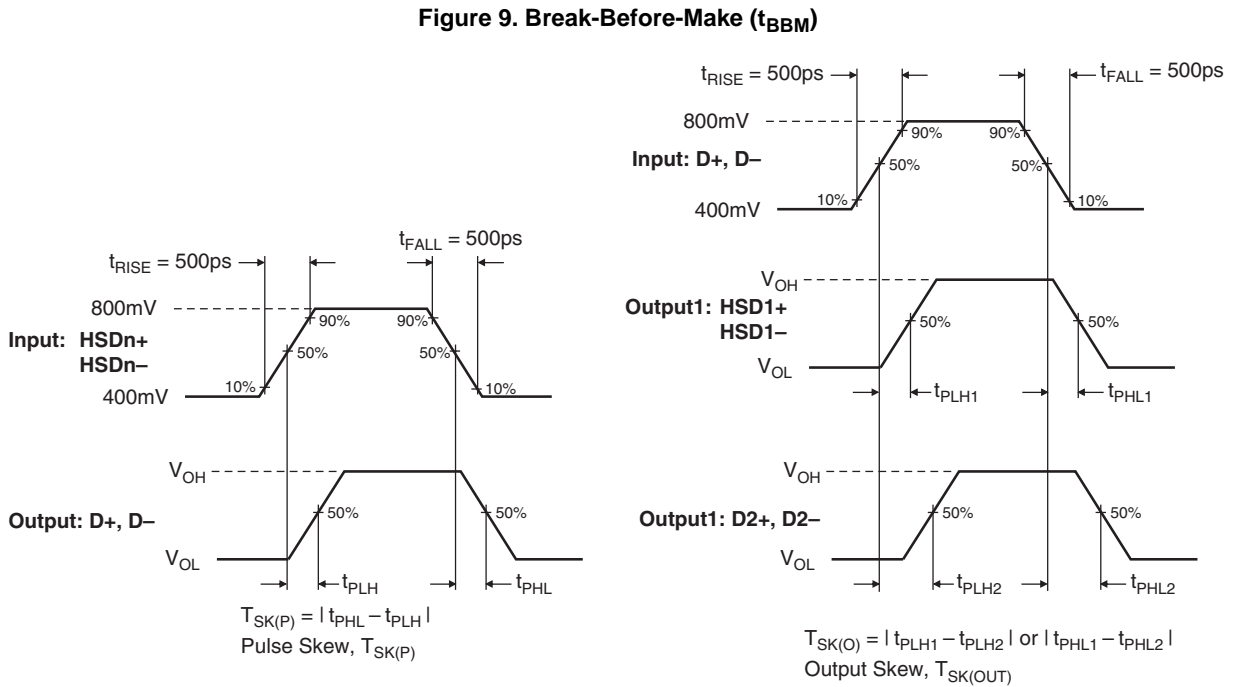 Figure 9. Break-Before-Make (tBBM)
tRISE = 500ps
tFALL = 500ps
800mV
90%
90%
Input: HSDn+
HSDn–
50%
50%
10%
10%
400mV
VOH
Output: D+, D–
50%
50%
VOL
tPLH
tPHL
TSK(P) = | tPHL – tPLH |
Pulse Skew, TSK(P)
tRISE = 500ps
tFALL = 500ps
800mV
90%
90%
Input: D+, D–
50%
50%
10%
10%
400mV
VOH
Output1: HSD1+
HSD1–
50%
50%
VOL
tPLH1
tPHL1
VOH
Output1: D2+, D2–
50%
50%
VOL
tPLH2
tPHL2
TSK(O) = | tPLH1 – tPLH2 | or | tPHL1 – tPHL2 |
Output Skew, TSK(OUT)